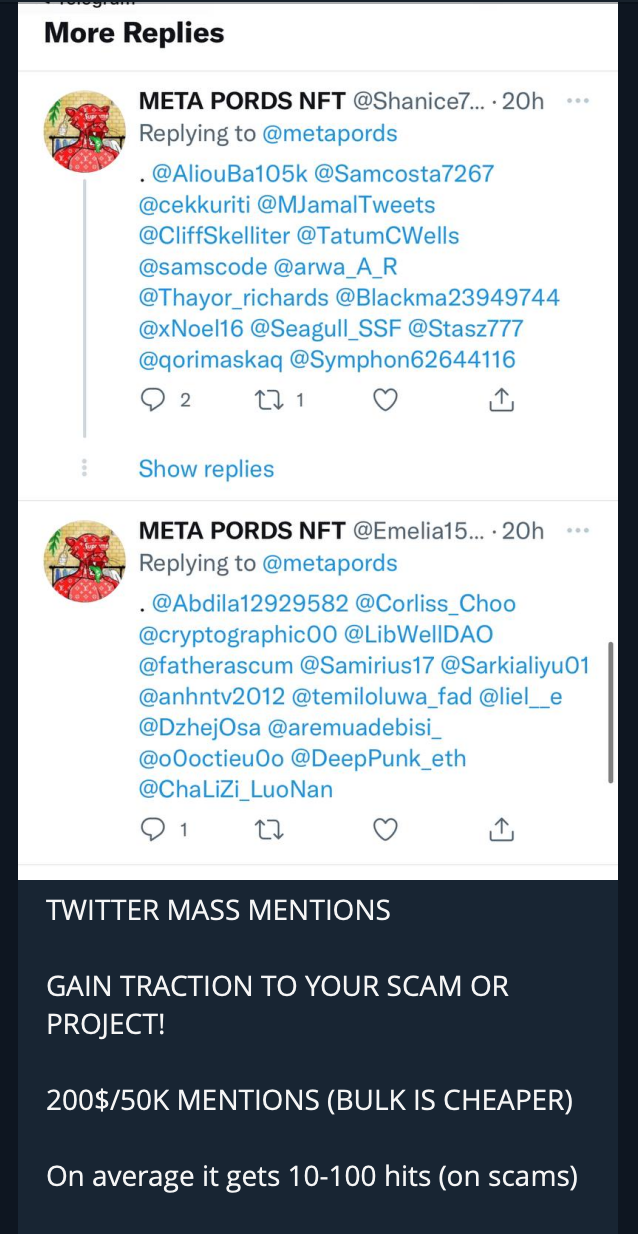 More Replies
META PORDS NFT @Shanice7... · 20h
Replying to @metapords
. @AliouBa105k @Samcosta7267
@cekkuriti @MJamalTweets
@CliffSkelliter @TatumCWells
@samscode @arwa_A_R
@Thayor_richards @Blackma23949744
@xNoel16 @Seagull_SSF @Stasz777
@qorimaskaq @Symphon62644116
2 1
Show replies
META PORDS NFT @Emelia15... · 20h
Replying to @metapords
. @Abdila12929582 @Corliss_Choo
@cryptographic00 @LibWellDAO
@fatherascum @Samirius17 @Sarkialiyu01
@anhntv2012 @temiloluwa_fad @liel__e
@DzhejOsa @aremuadebisi_
@o0octieu0o @DeepPunk_eth
@ChaLiZi_LuoNan
1
TWITTER MASS MENTIONS
GAIN TRACTION TO YOUR SCAM OR
PROJECT!
200$/50K MENTIONS (BULK IS CHEAPER)
On average it gets 10-100 hits (on scams)